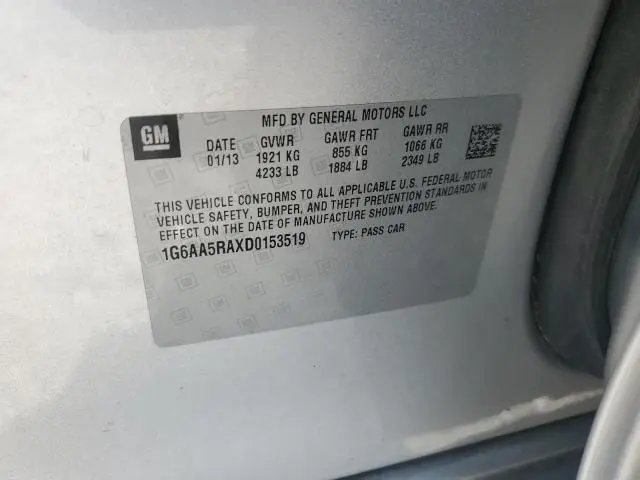 GM
MFD BY GENERAL MOTORS LLC
DATE GVWR GAWR FRT GAWR RR
01/13 1921 KG 855 KG 1066 KG
4233 LB 1884 LB 2349 LB
THIS VEHICLE CONFORMS TO ALL APPLICABLE U.S. FEDERAL MOTOR
VEHICLE SAFETY, BUMPER, AND THEFT PREVENTION STANDARDS IN
EFFECT ON THE DATE OF MANUFACTURE SHOWN ABOVE.
1G6AA5RAXD0153519 TYPE: PASS CAR